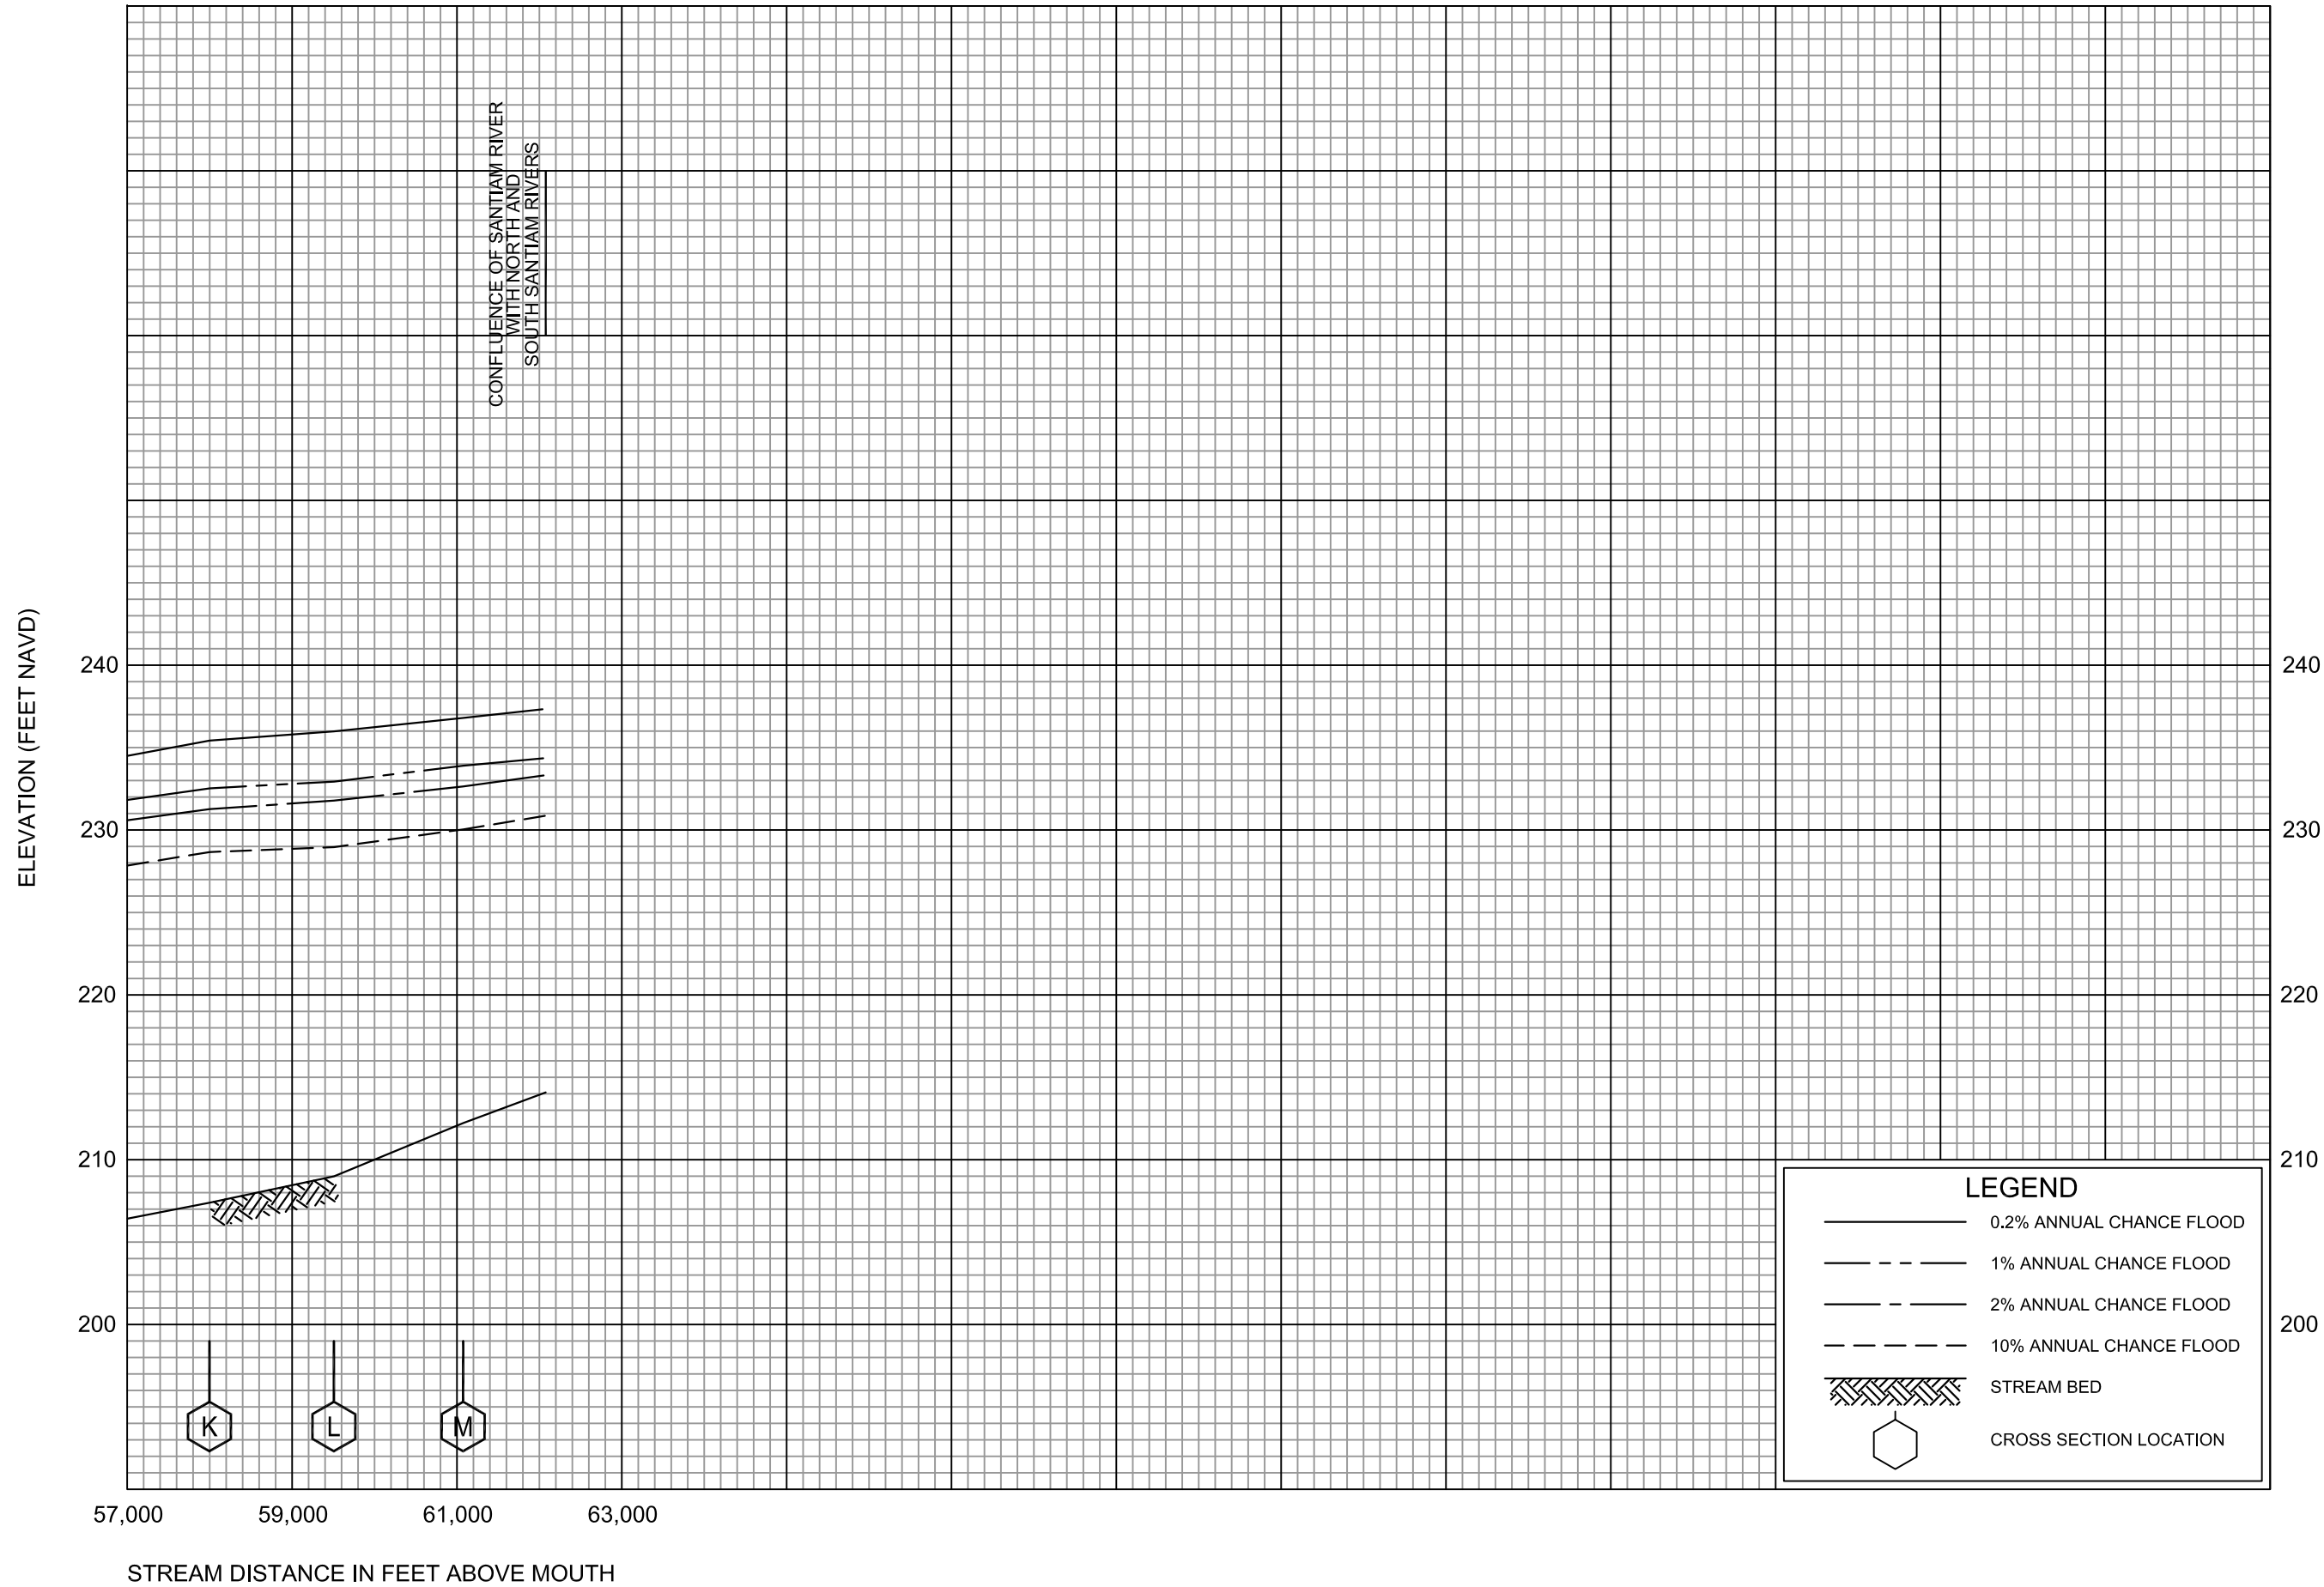 CONFLUENCE OF SANTIAM RIVER
WITH NORTH AND
SOUTH SANTIAM RIVERS
ELEVATION (FEET NAVD)
240
240
230
230
220
220
210
210
200
200
LEGEND
0.2% ANNUAL CHANCE FLOOD
1% ANNUAL CHANCE FLOOD
2% ANNUAL CHANCE FLOOD
10% ANNUAL CHANCE FLOOD
STREAM BED
CROSS SECTION LOCATION
K
L
M
57,000
59,000
61,000
63,000
STREAM DISTANCE IN FEET ABOVE MOUTH